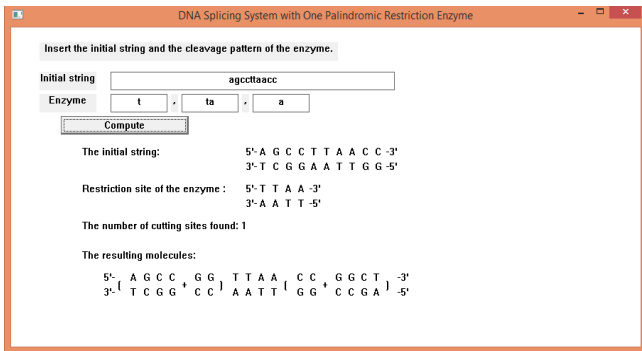 DNA Splicing System with One Palindromic Restriction Enzyme
Insert the initial string and the cleavage pattern of the enzyme.
Initial string agccttaacc
Enzyme t , ta , a
Compute
The initial string: 5'- A G C C T T A A C C -3'
3'- T C G G A A T T G G -5'
Restriction site of the enzyme : 5'- T T A A -3'
3'- A A T T -5'
The number of cutting sites found: 1
The resulting molecules:
5'- ( A G C C + G G ) T T A A ( C C + G G C T ) -3'
3'- ( T C G G + C C ) A A T T ( G G + C C G A ) -5'